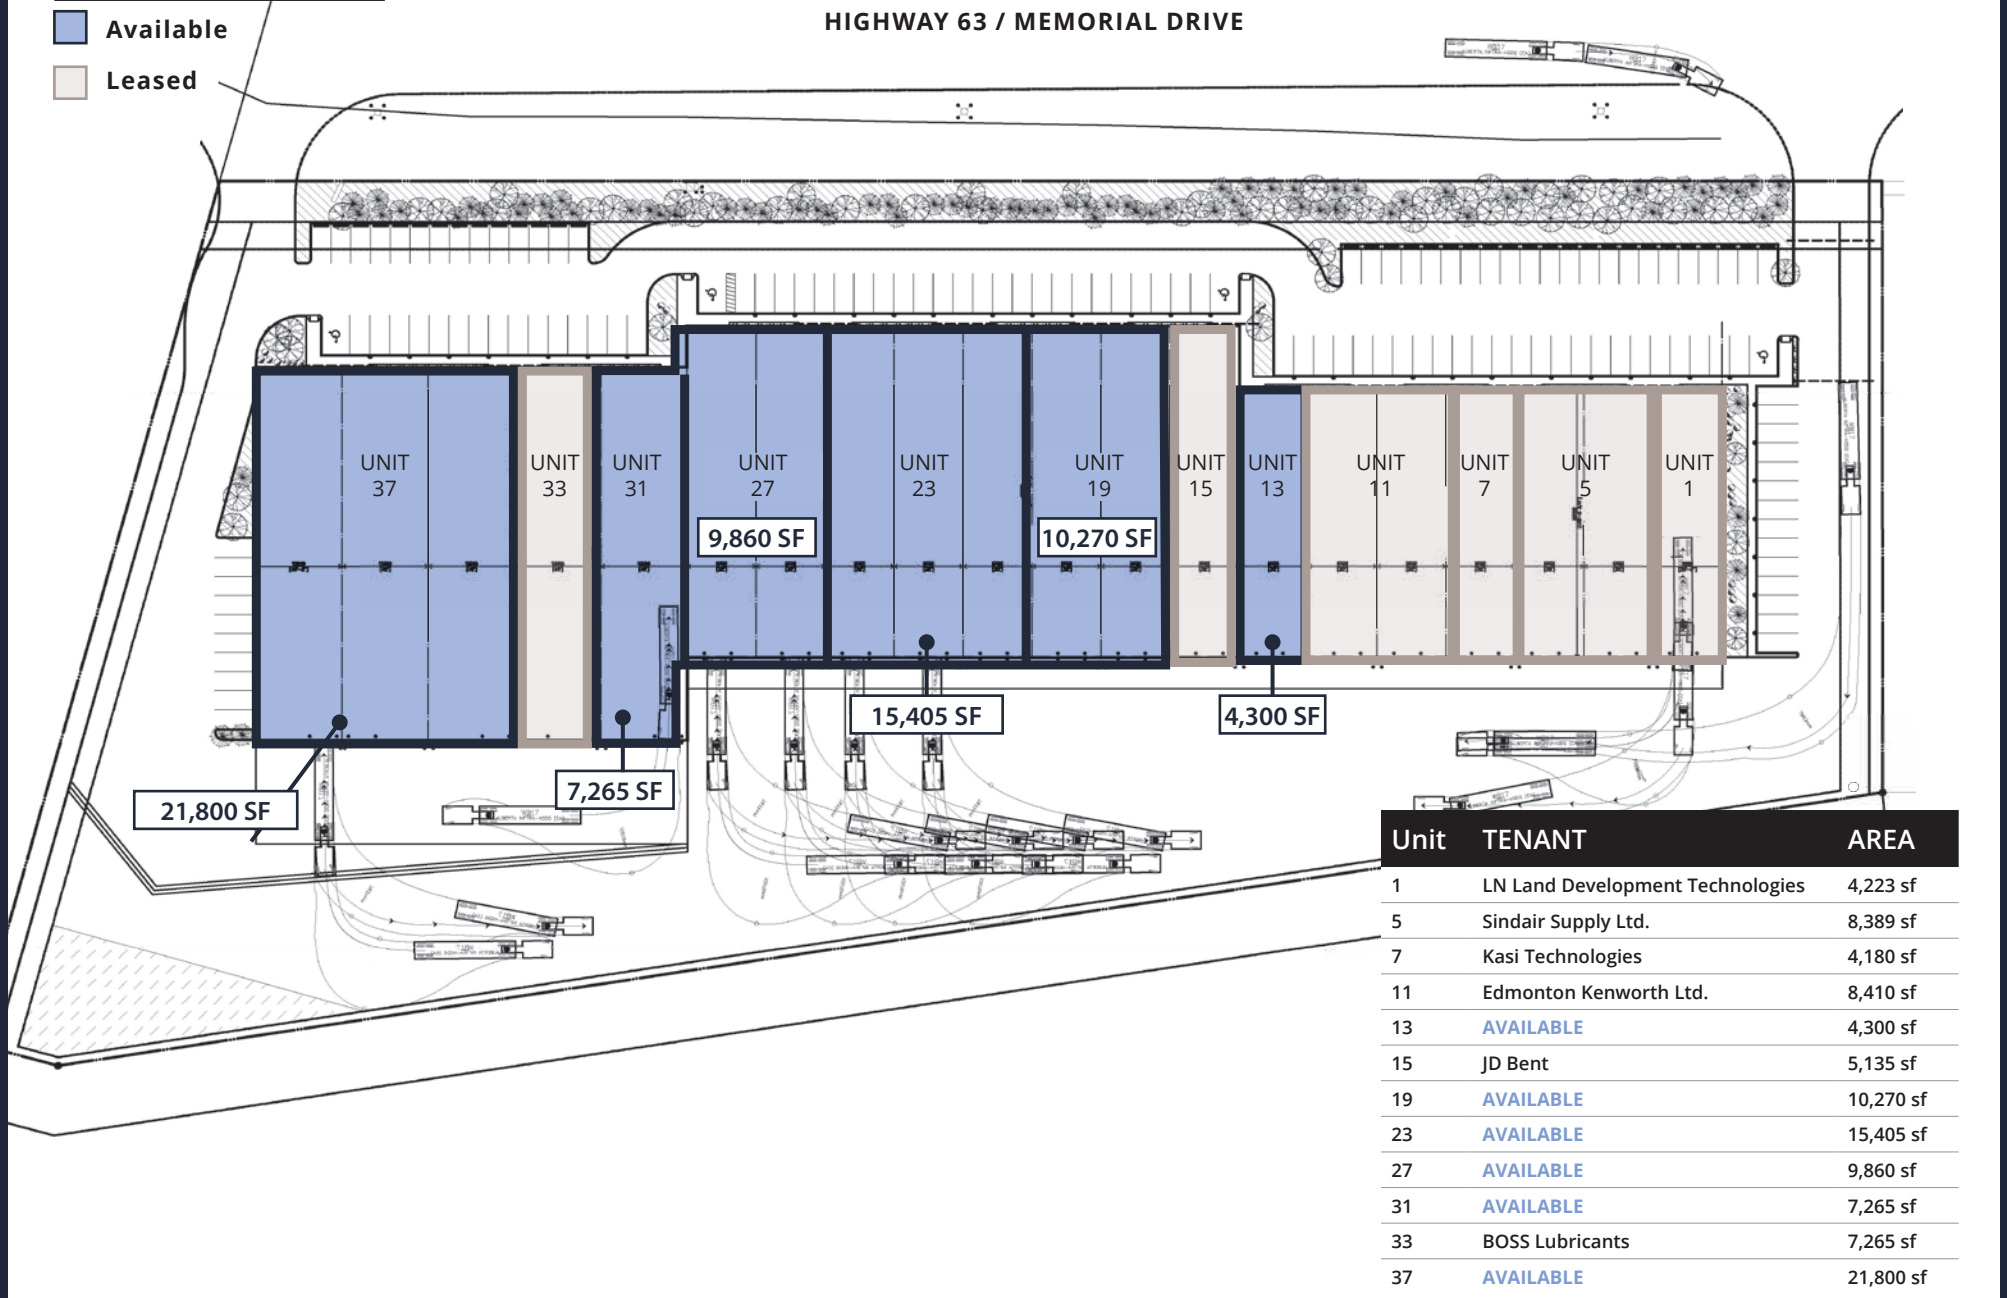 Available
Leased
HIGHWAY 63 / MEMORIAL DRIVE
UNIT
37
UNIT
33
UNIT
31
UNIT
27
UNIT
23
UNIT
19
UNIT
15
UNIT
13
UNIT
11
UNIT
7
UNIT
5
UNIT
1
9,860 SF
10,270 SF
15,405 SF
4,300 SF
7,265 SF
21,800 SF
Unit TENANT AREA
1 LN Land Development Technologies 4,223 sf
5 Sindair Supply Ltd. 8,389 sf
7 Kasi Technologies 4,180 sf
11 Edmonton Kenworth Ltd. 8,410 sf
13 AVAILABLE 4,300 sf
15 JD Bent 5,135 sf
19 AVAILABLE 10,270 sf
23 AVAILABLE 15,405 sf
27 AVAILABLE 9,860 sf
31 AVAILABLE 7,265 sf
33 BOSS Lubricants 7,265 sf
37 AVAILABLE 21,800 sf